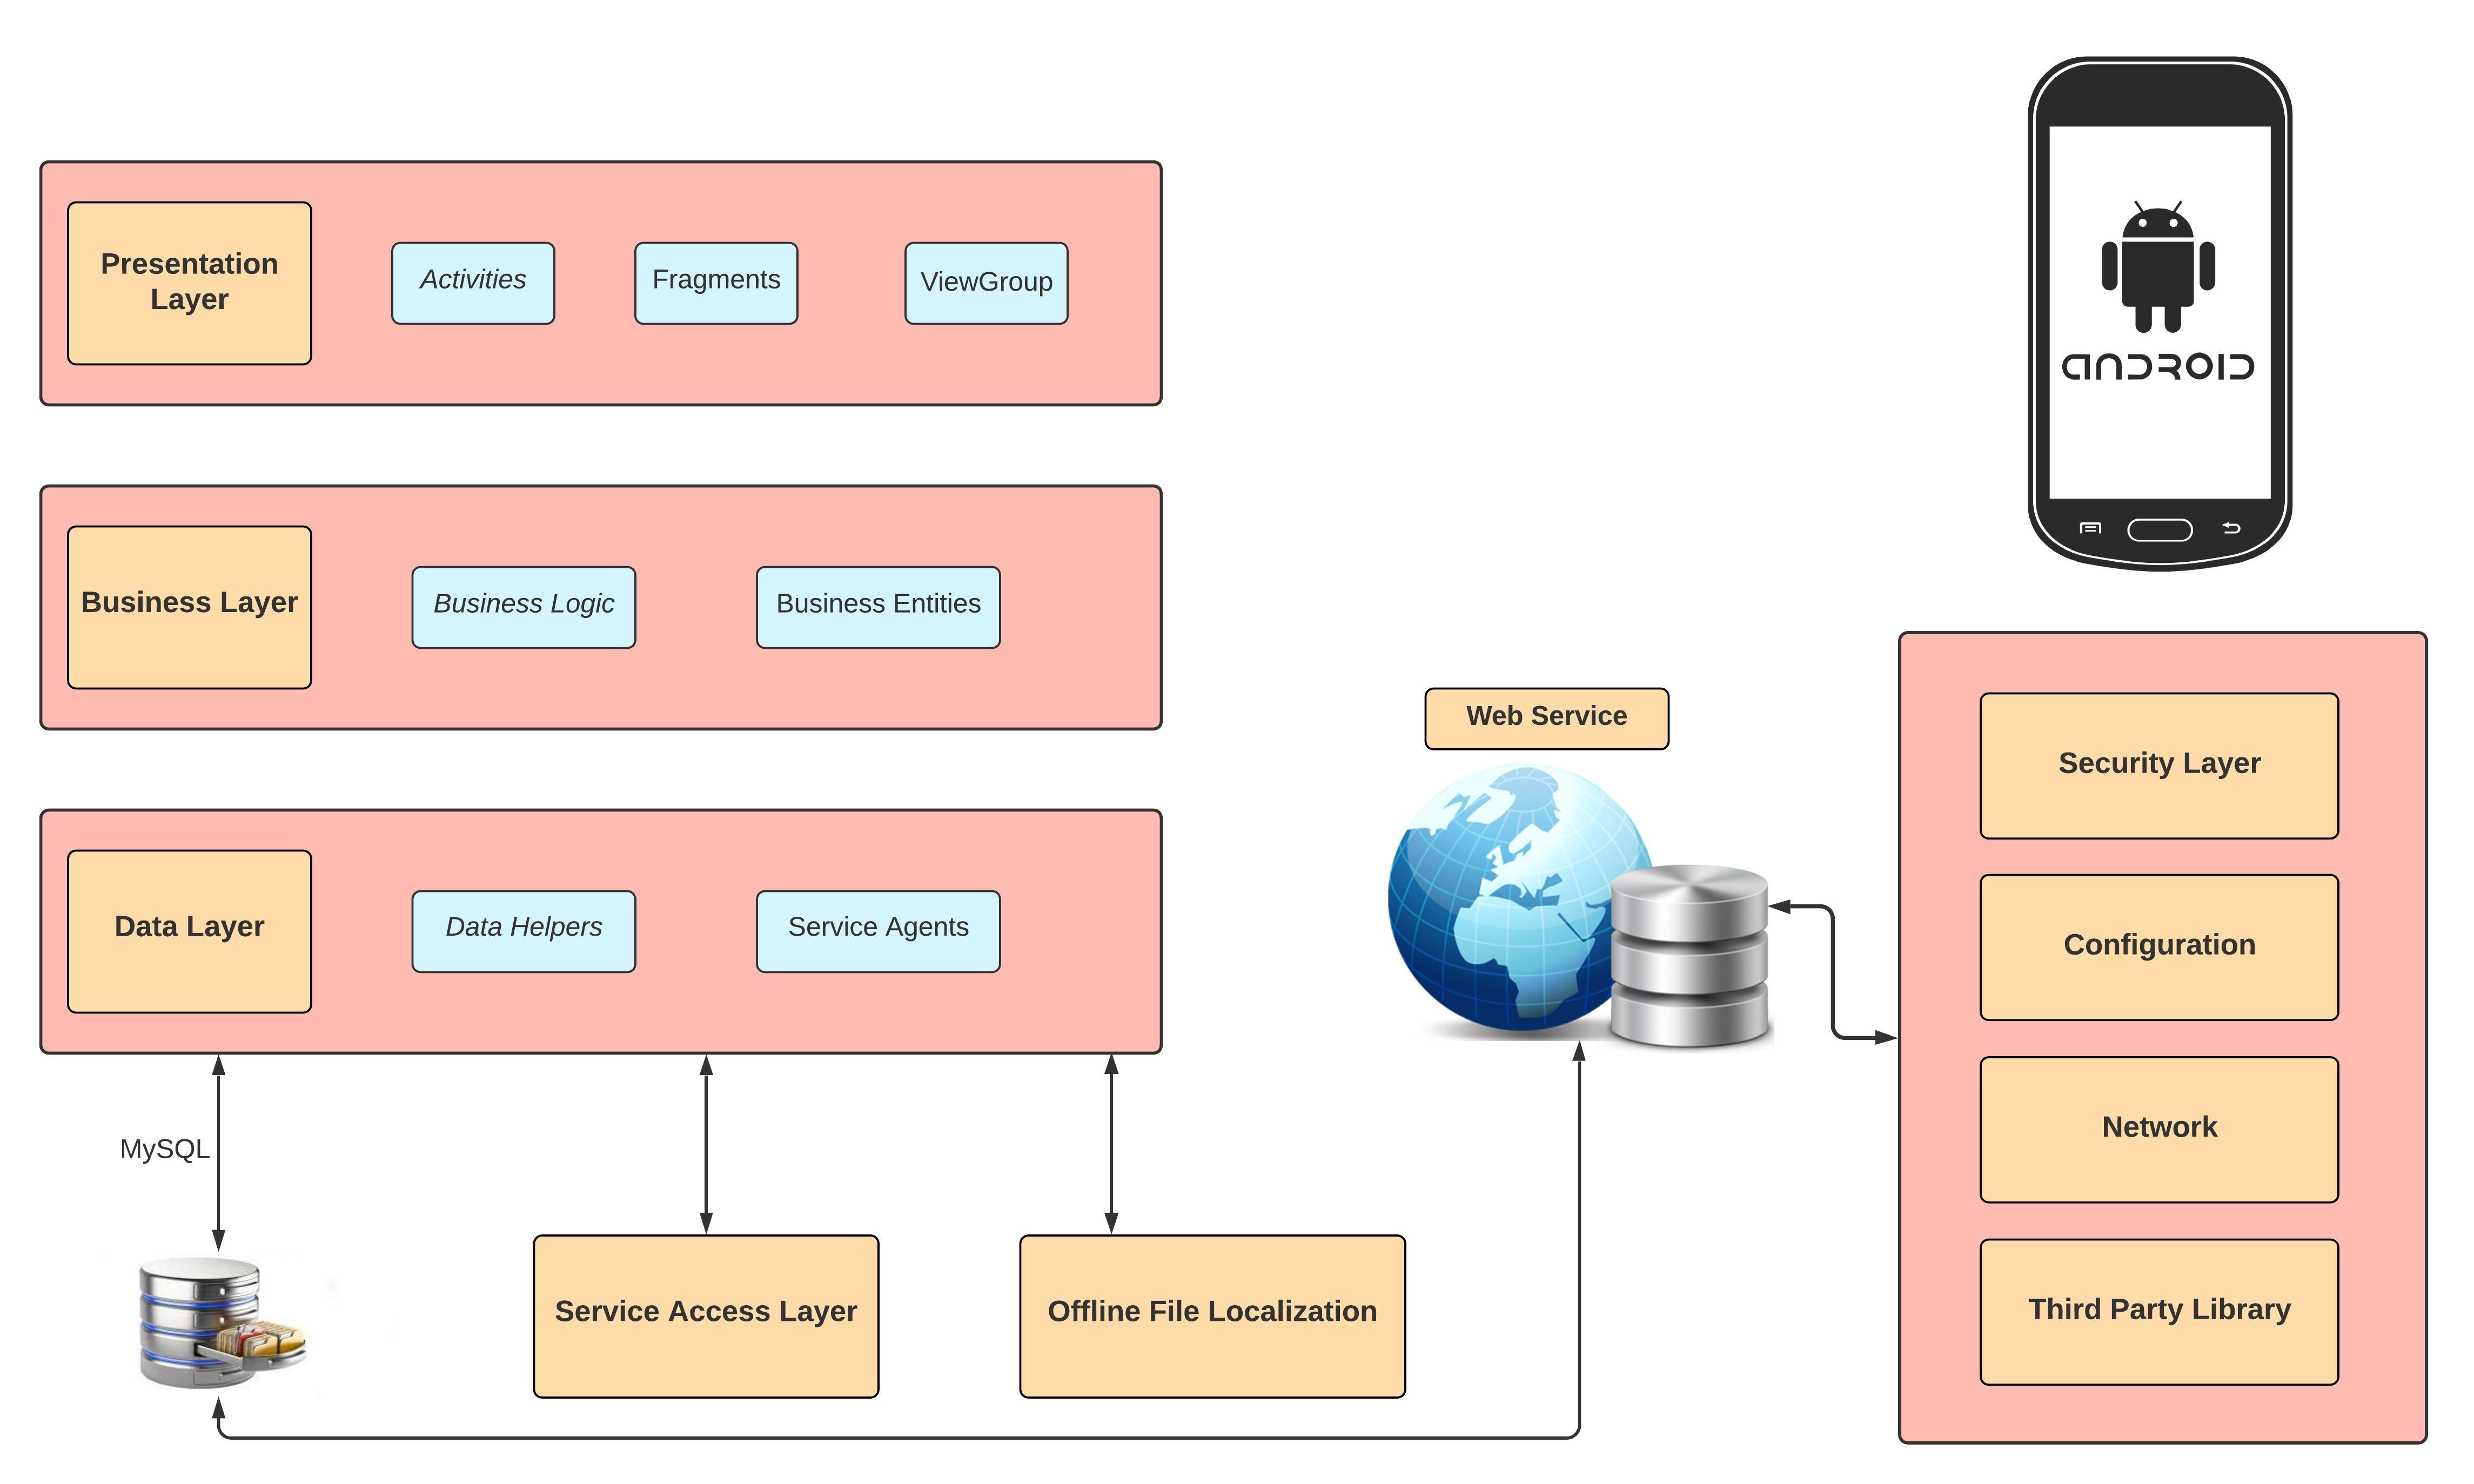 Presentation
Layer
Activities
Fragments
ViewGroup
Business Layer
Business Logic
Business Entities
Data Layer
Data Helpers
Service Agents
MySQL
Service Access Layer
Offline File Localization
Web Service
ANDROID
Security Layer
Configuration
Network
Third Party Library